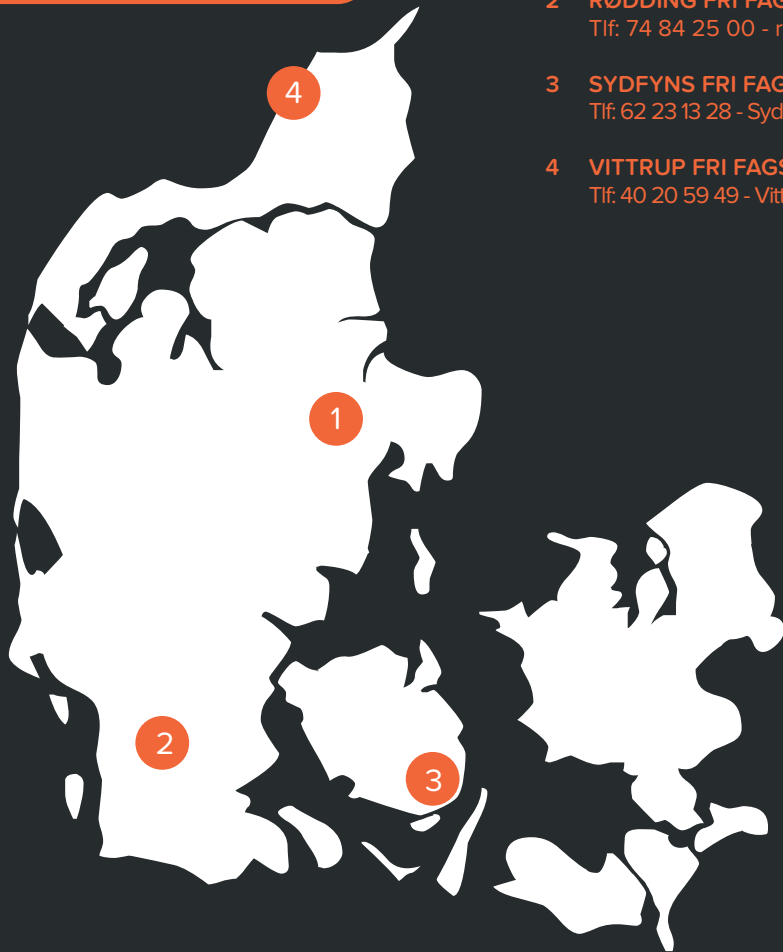 2 RØDDING FRI FAG
Tlf: 74 84 25 00 - r
3 SYDFYNS FRI FAG
Tlf: 62 23 13 28 - Syd
4 VITTRUP FRI FAGS
Tlf: 40 20 59 49 - Vitt
4
1
2
3